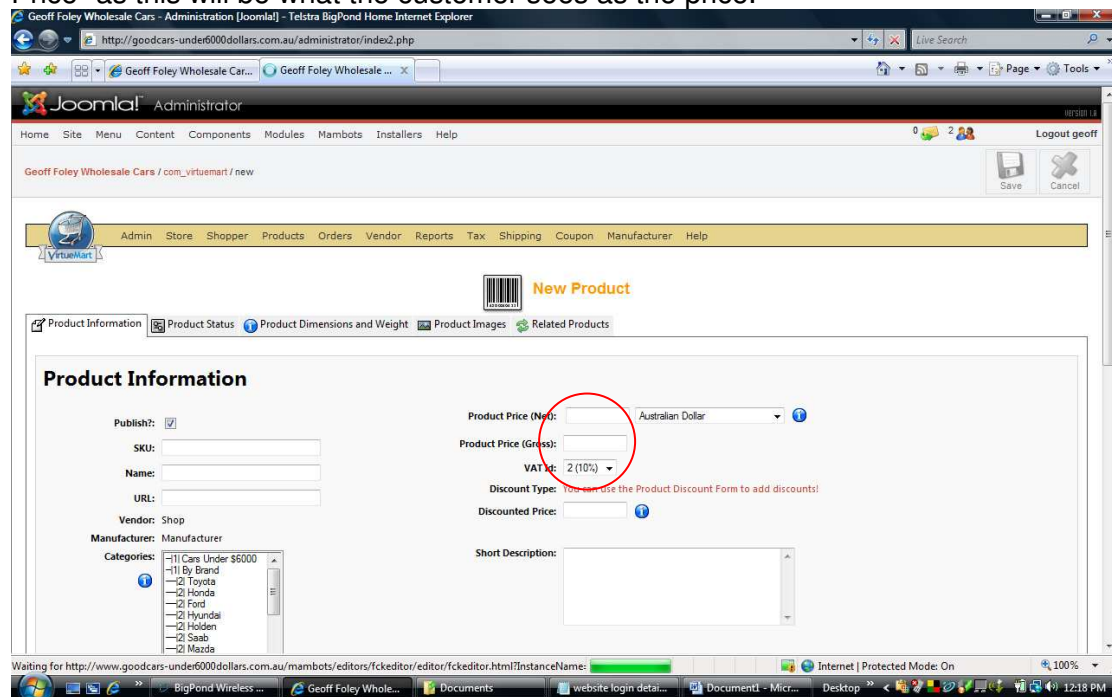 Price" as this will be what the customer sees as the price.
Geoff Foley Wholesale Cars - Administration [Joomla!] - Telstra BigPond Home Internet Explorer
http://goodcars-under6000dollars.com.au/administrator/index2.php
Live Search
Geoff Foley Wholesale Car...
Geoff Foley Wholesale ...
Page
Tools
Joomla! Administrator
Home Site Menu Content Components Modules Mambots Installers Help
0 2 Logout geoff
Geoff Foley Wholesale Cars / com_virtuemart / new
Save Cancel
VirtueMart
Admin Store Shopper Products Orders Vendor Reports Tax Shipping Coupon Manufacturer Help
New Product
Product Information Product Status Product Dimensions and Weight Product Images Related Products
Product Information
Publish?:
SKU:
Name:
URL:
Vendor: Shop
Manufacturer: Manufacturer
Categories:
—|1| Cars Under $6000
—|1| By Brand
—|2| Toyota
—|2| Honda
—|2| Ford
—|2| Hyundai
—|2| Holden
—|2| Saab
—|2| Mazda
Product Price (Net): Australian Dollar
Product Price (Gross):
VAT Id: 2 (10%)
Discount Type: You can use the Product Discount Form to add discounts!
Discounted Price:
Short Description:
Waiting for http://www.goodcars-under6000dollars.com.au/mambots/editors/fckeditor/editor/fckeditor.html?InstanceName:
Internet | Protected Mode: On
100%
BigPond Wireless ...
Geoff Foley Whole...
Documents
website login detai...
Document1 - Micr...
Desktop
12:18 PM